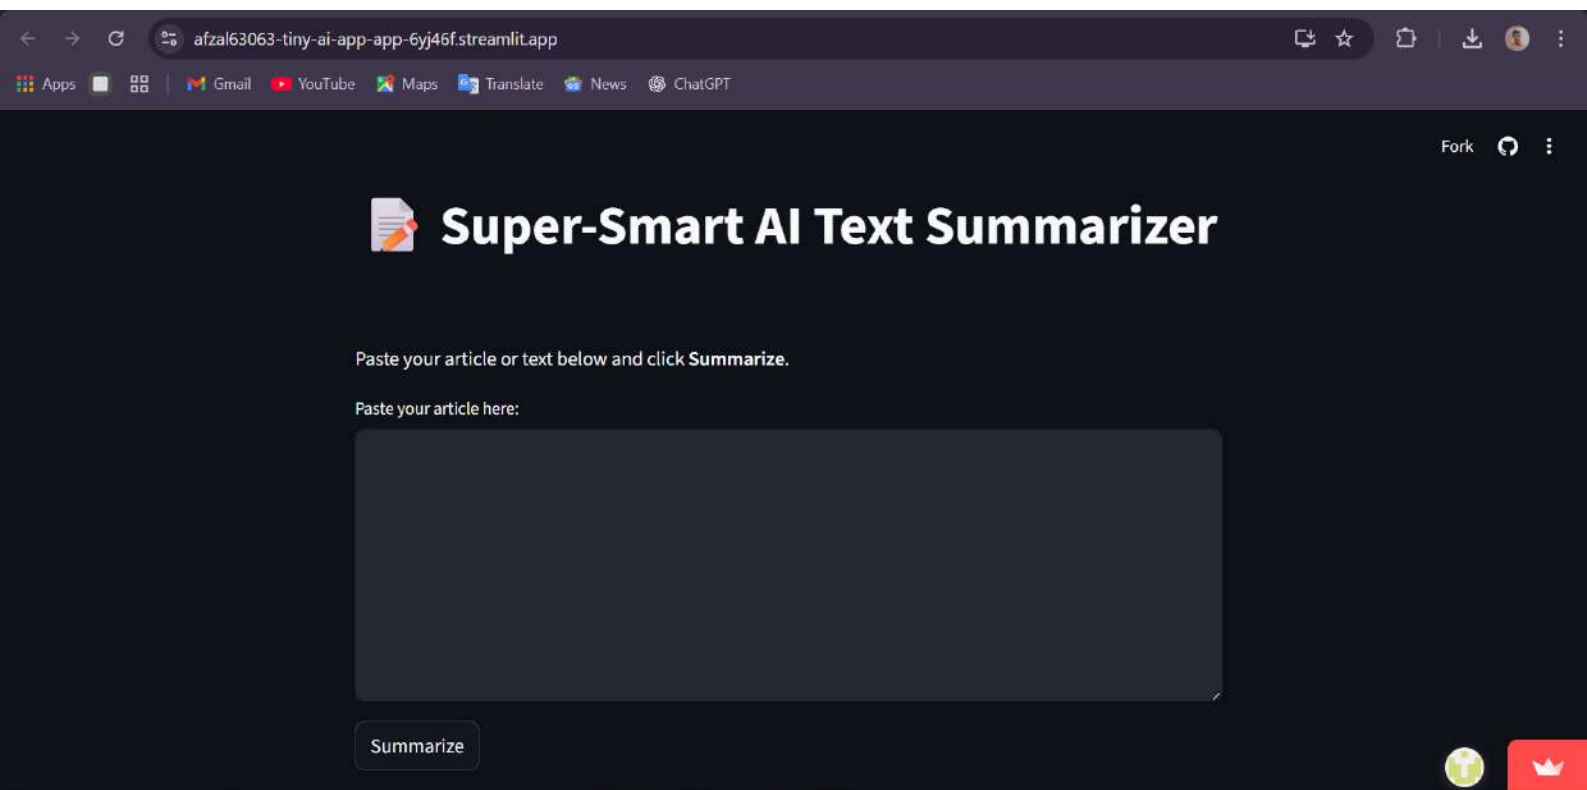 afzal63063-tiny-ai-app-app-6yj46f.streamlit.app
Apps Gmail YouTube Maps Translate News ChatGPT
Fork
Super-Smart AI Text Summarizer
Paste your article or text below and click Summarize.
Paste your article here:
Summarize